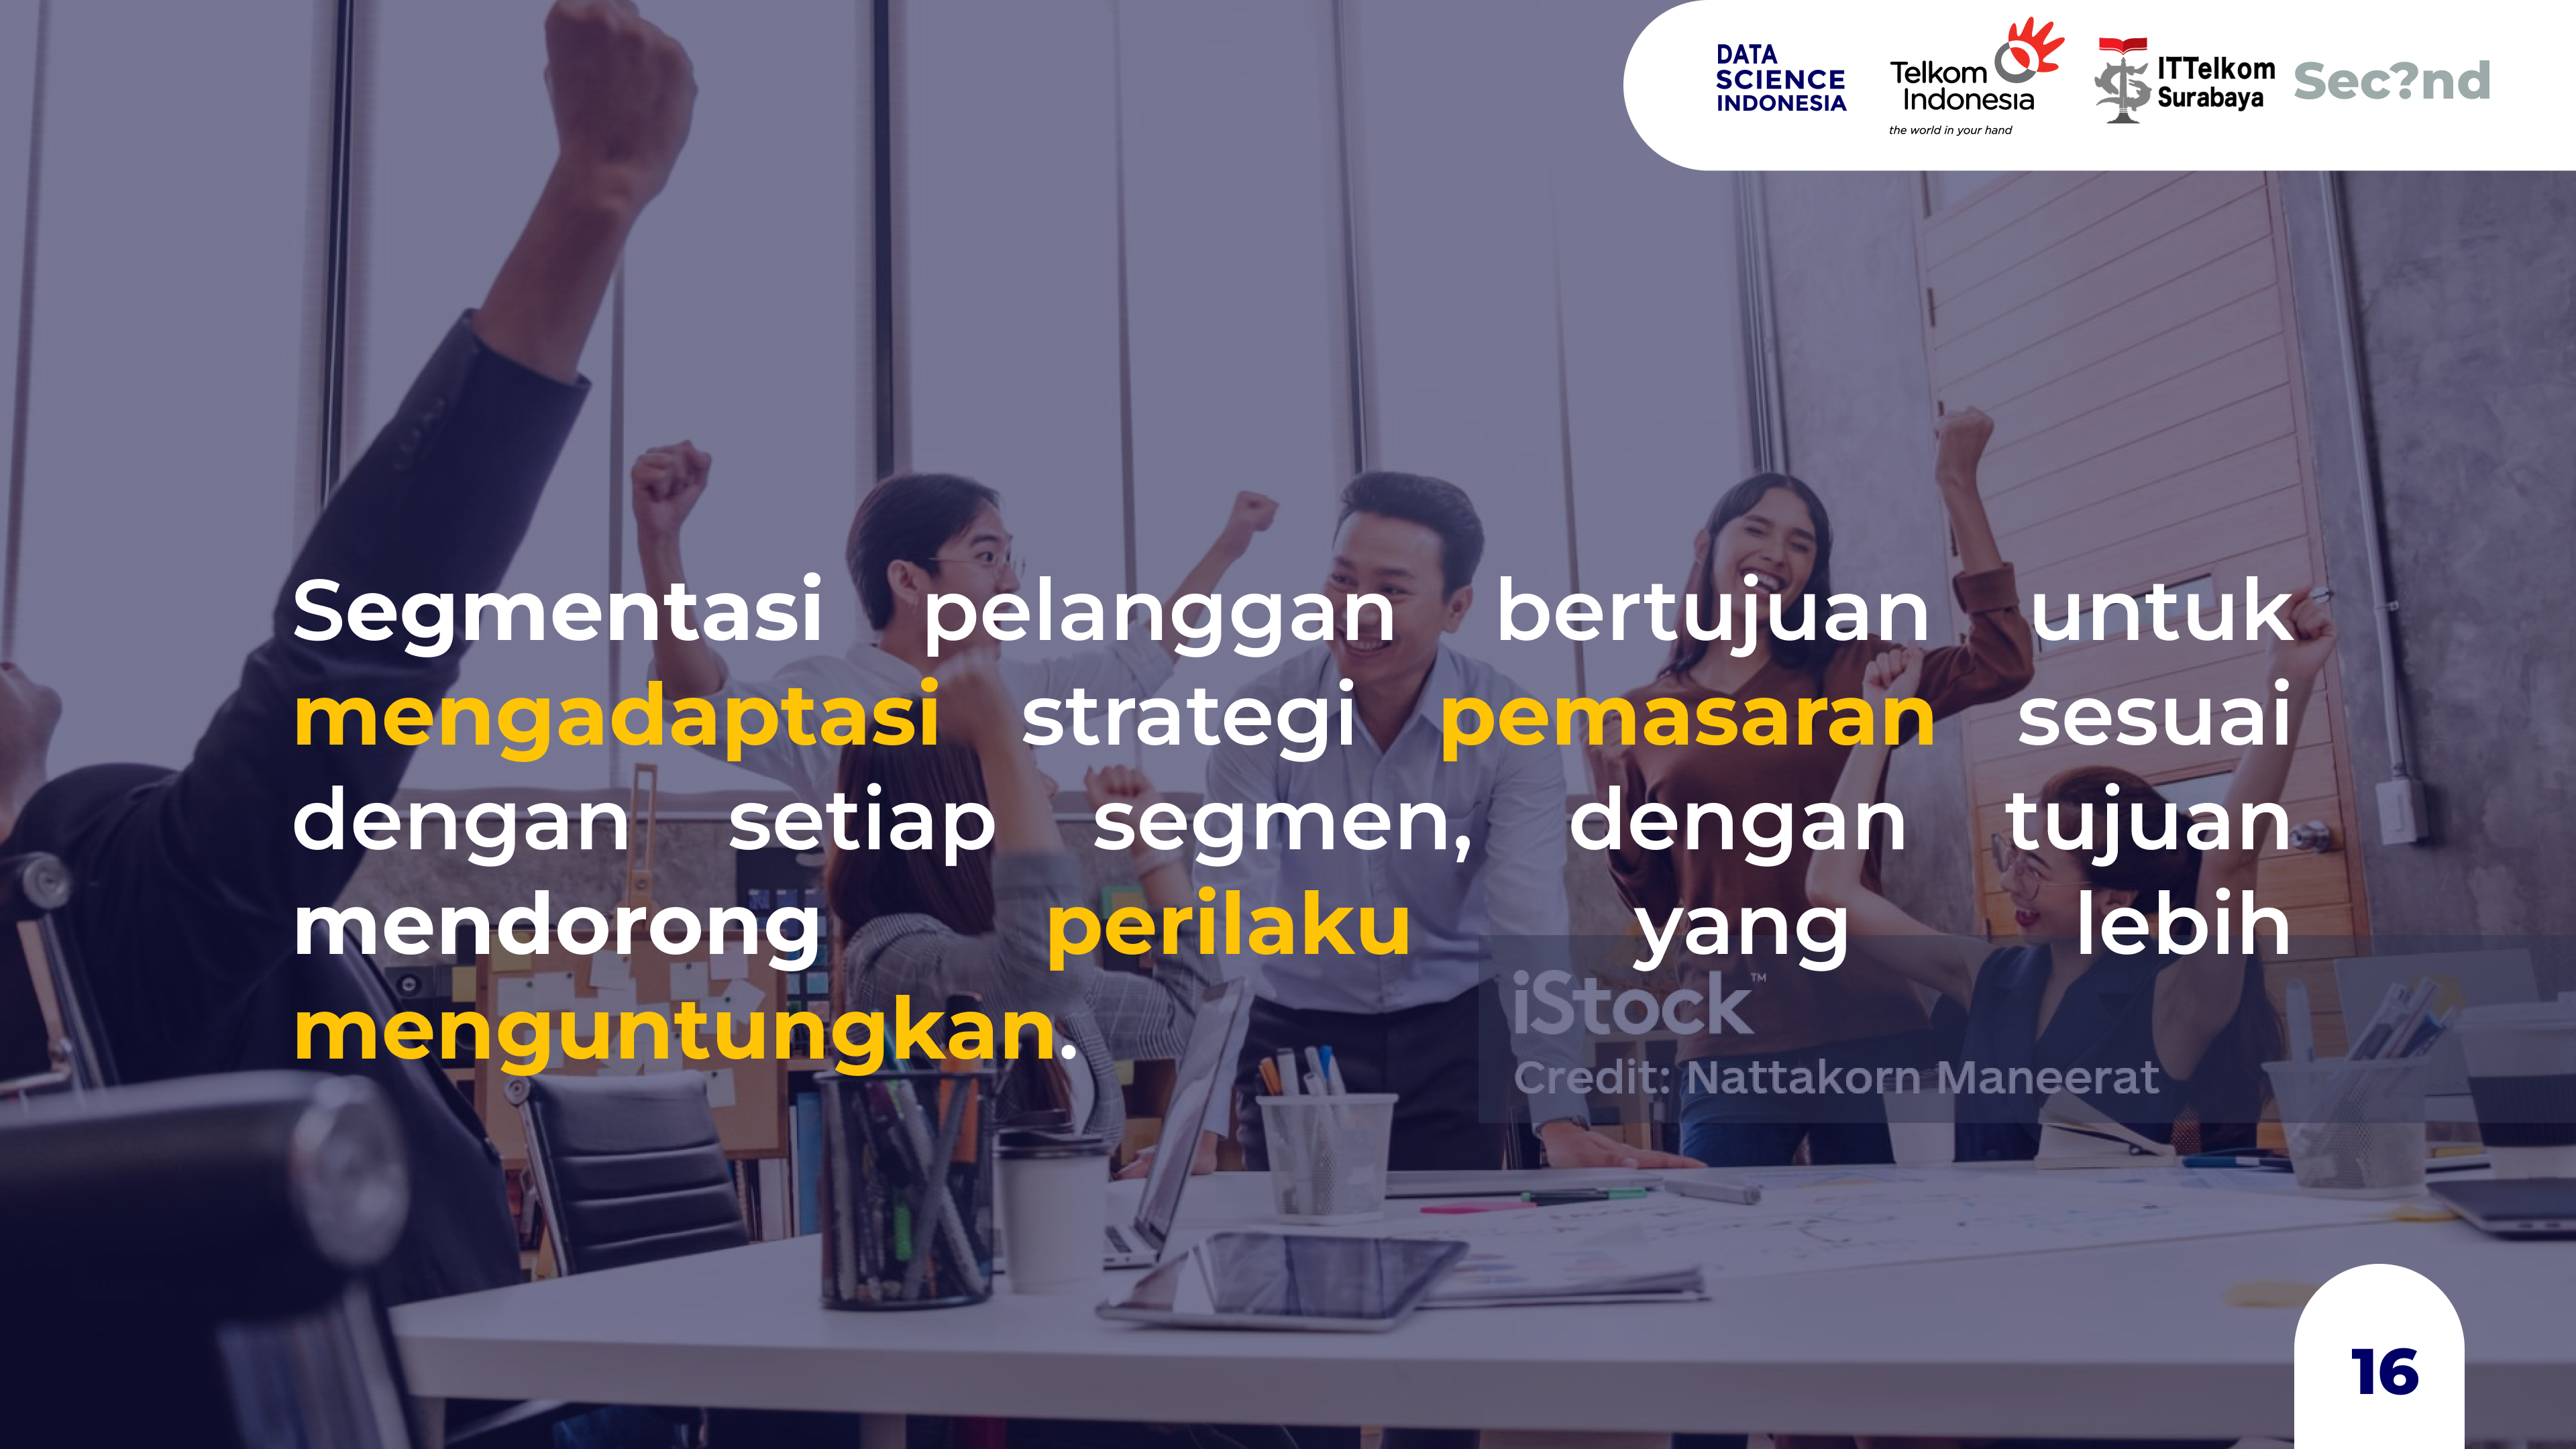 DATA
SCIENCE
INDONESIA
Telkom
Indonesia
the world in your hand
ITTelkom
Surabaya
Sec?nd
Segmentasi pelanggan bertujuan untuk
mengadaptasi strategi pemasaran sesuai
dengan setiap segmen, dengan tujuan
mendorong perilaku yang lebih
menguntungkan.
iStock™
Credit: Nattakorn Maneerat
16